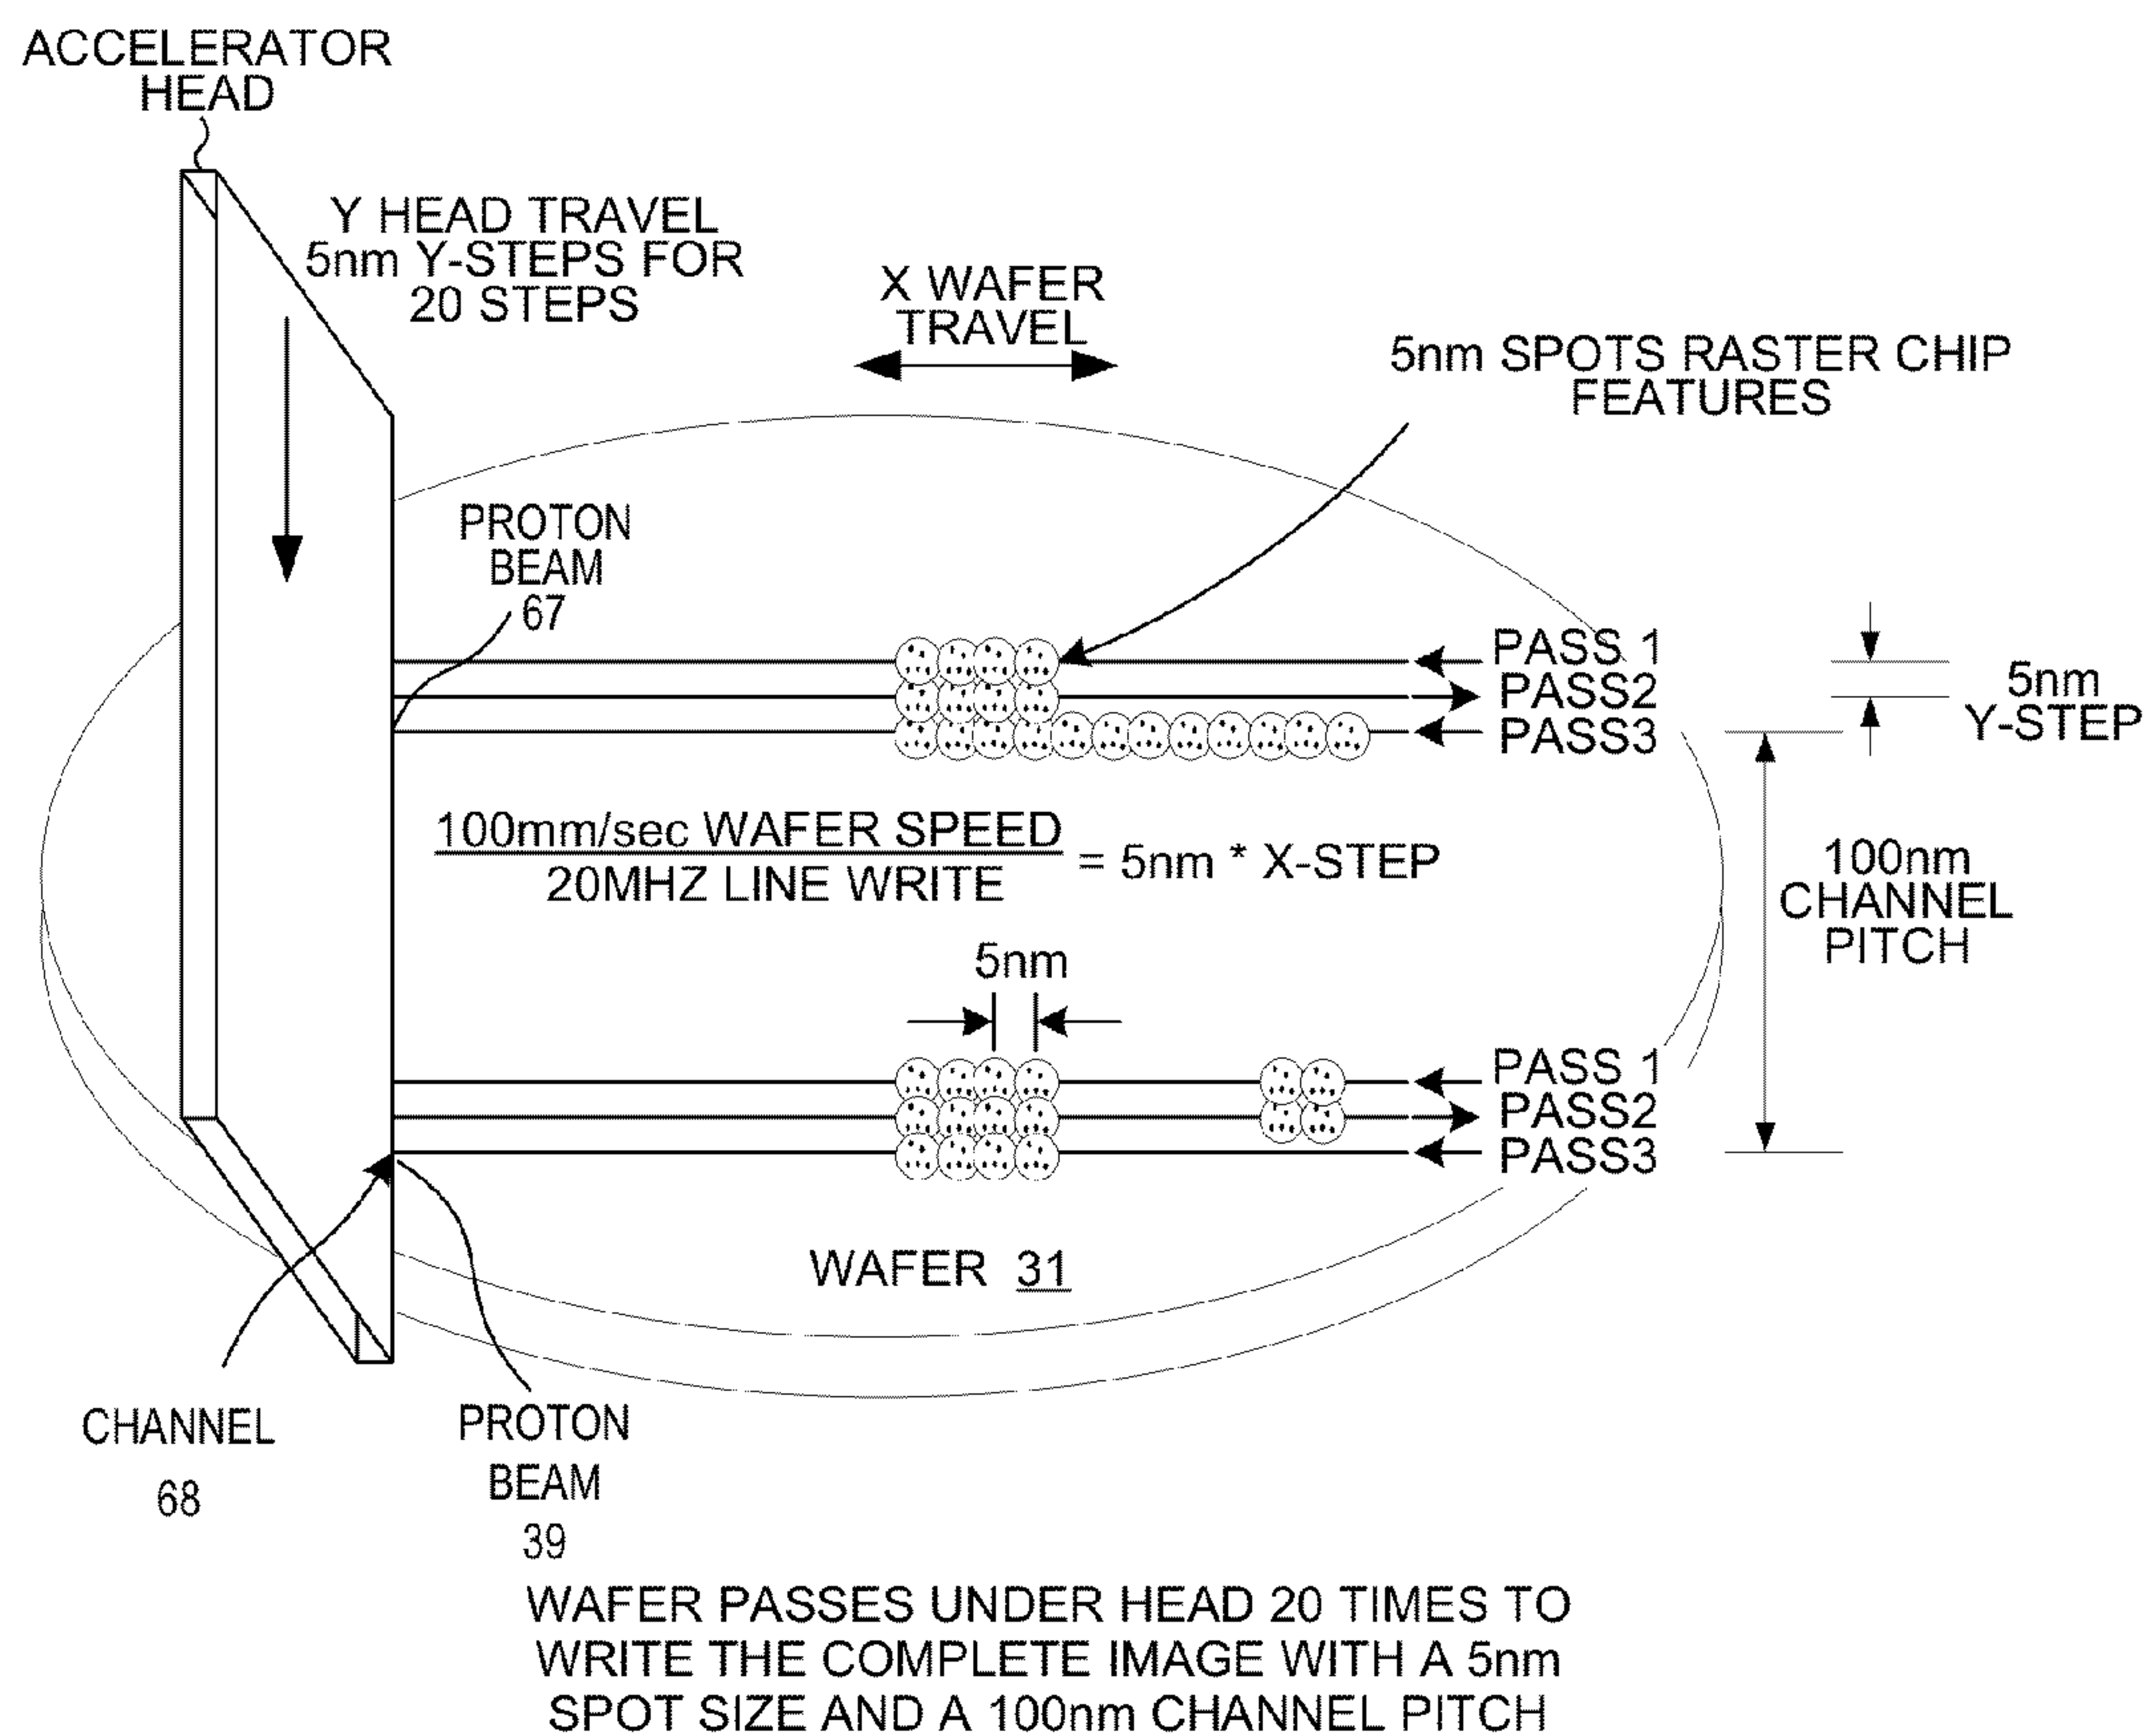 ACCELERATOR
HEAD
Y HEAD TRAVEL
5nm Y-STEPS FOR
20 STEPS
X WAFER
TRAVEL
5nm SPOTS RASTER CHIP
FEATURES
PROTON
BEAM
67
PASS 1
PASS2
PASS3
5nm
Y-STEP
100mm/sec WAFER SPEED
20MHZ LINE WRITE
= 5nm * X-STEP
100nm
CHANNEL
PITCH
5nm
PASS 1
PASS2
PASS3
WAFER 31
CHANNEL
68
PROTON
BEAM
39
WAFER PASSES UNDER HEAD 20 TIMES TO
WRITE THE COMPLETE IMAGE WITH A 5nm
SPOT SIZE AND A 100nm CHANNEL PITCH